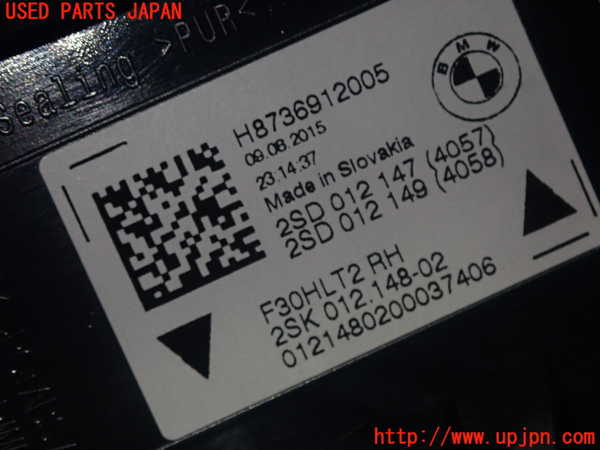 USED PARTS JAPAN
Sealing >PUR<
BMW
H8736912005
09.08.2015
23:14:37
Made in Slovakia
2SD 012 147 (4057)
2SD 012 149 (4058)
F30HLT2 RH
2SK 012.148-02
0121480200037406
http://www.upjpn.com/